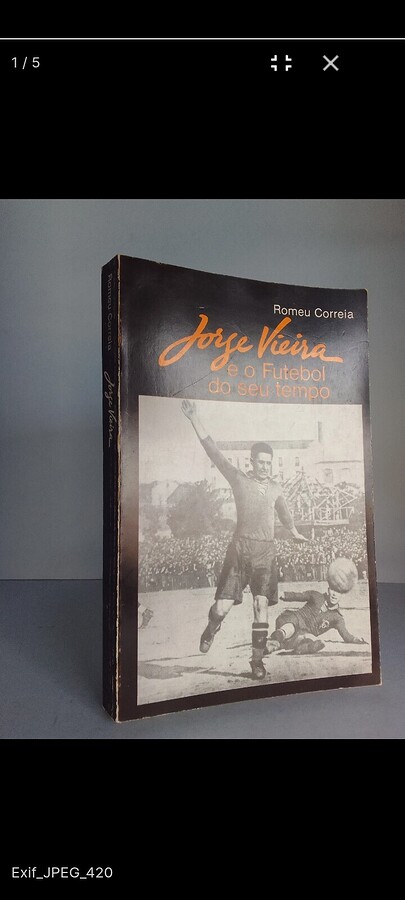 1 / 5
Romeu Correia
Jorge Vieira
e o Futebol
do seu tempo
Romeu Correia
Jorge Vieira
Exif_JPEG_420